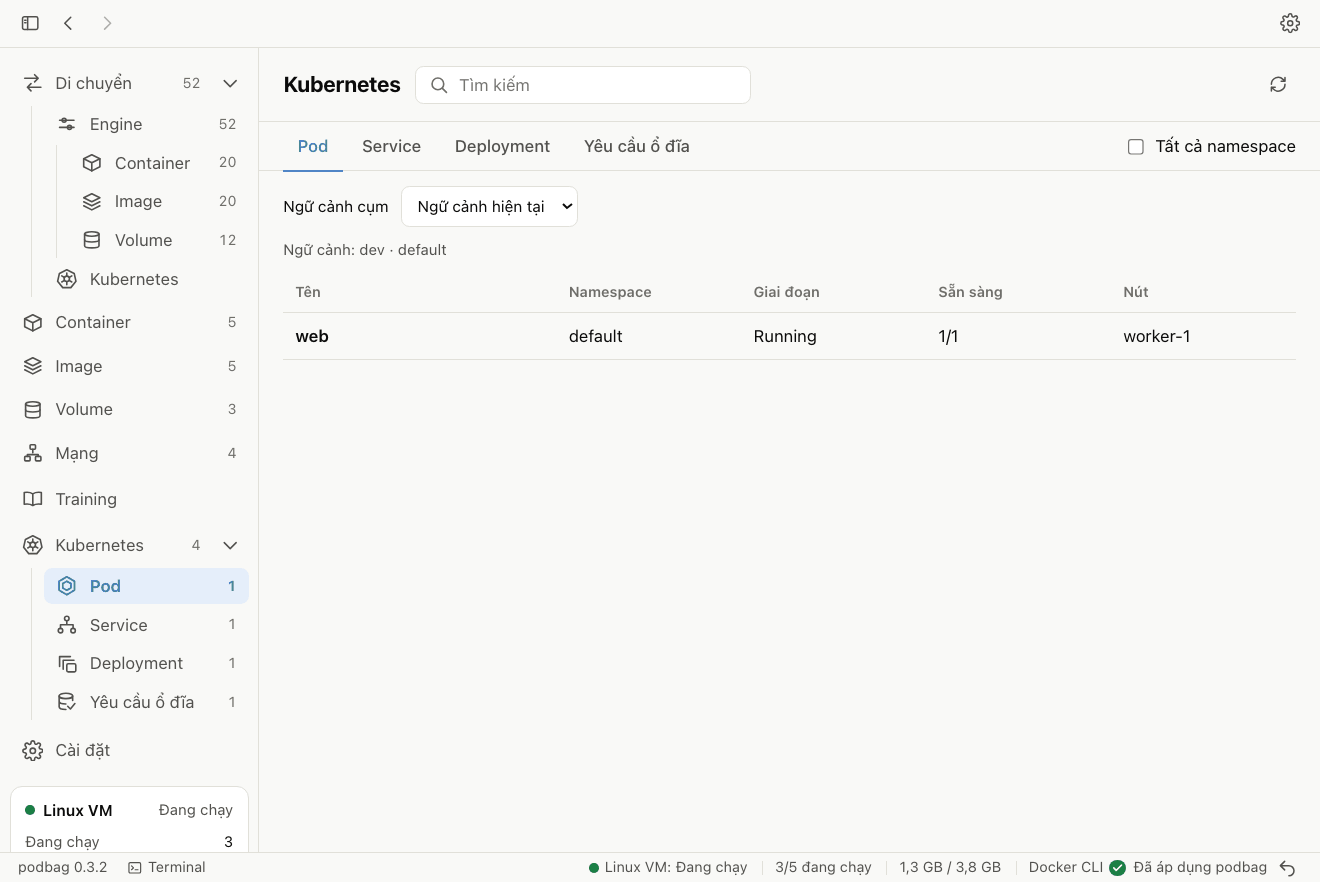 Di chuyển 52
Engine 52
Container 20
Image 20
Volume 12
Kubernetes
Container 5
Image 5
Volume 3
Mạng 4
Training
Kubernetes 4
Pod 1
Service 1
Deployment 1
Yêu cầu ổ đĩa 1
Cài đặt
Linux VM Đang chạy
Đang chạy 3
Kubernetes Tìm kiếm
Pod Service Deployment Yêu cầu ổ đĩa Tất cả namespace
Ngữ cảnh cụm Ngữ cảnh hiện tại
Ngữ cảnh: dev · default
Tên Namespace Giai đoạn Sẵn sàng Nút
web default Running 1/1 worker-1
podbag 0.3.2 Terminal Linux VM: Đang chạy 3/5 đang chạy 1,3 GB / 3,8 GB Docker CLI Đã áp dụng podbag